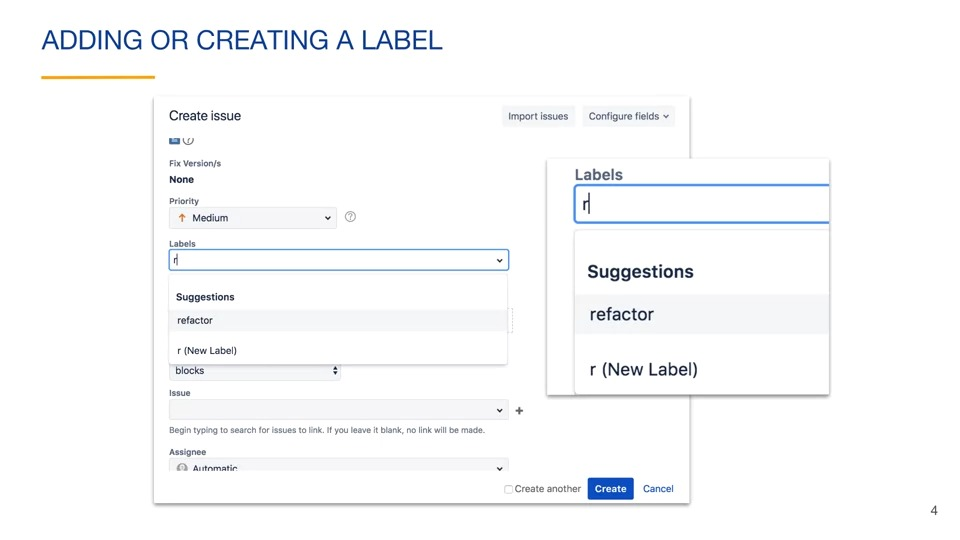 ADDING OR CREATING A LABEL
Create issue
Import issues
Configure fields
Fix Version/s
None
Priority
Medium
Labels
r
Suggestions
refactor
r (New Label)
blocks
Issue
Begin typing to search for issues to link. If you leave it blank, no link will be made.
Assignee
Automatic
Create another
Create
Cancel
Labels
r
Suggestions
refactor
r (New Label)
4